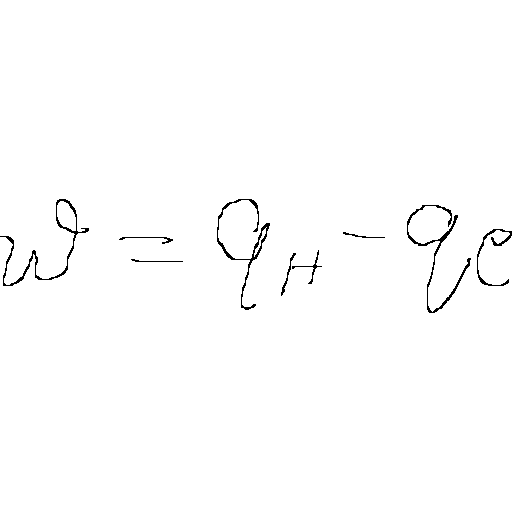 w = q_H - q_C